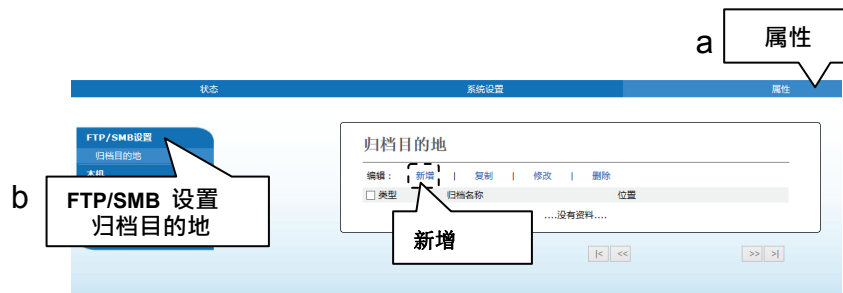 a
属性
状态
系统设置
属性
FTP/SMB设置
归档目的地
本机
归档目的地
编辑： 新增 | 复制 | 修改 | 删除
类型 归档名称 位置
....没有资料....
b
FTP/SMB 设置
归档目的地
新增
|< <<
>> >|